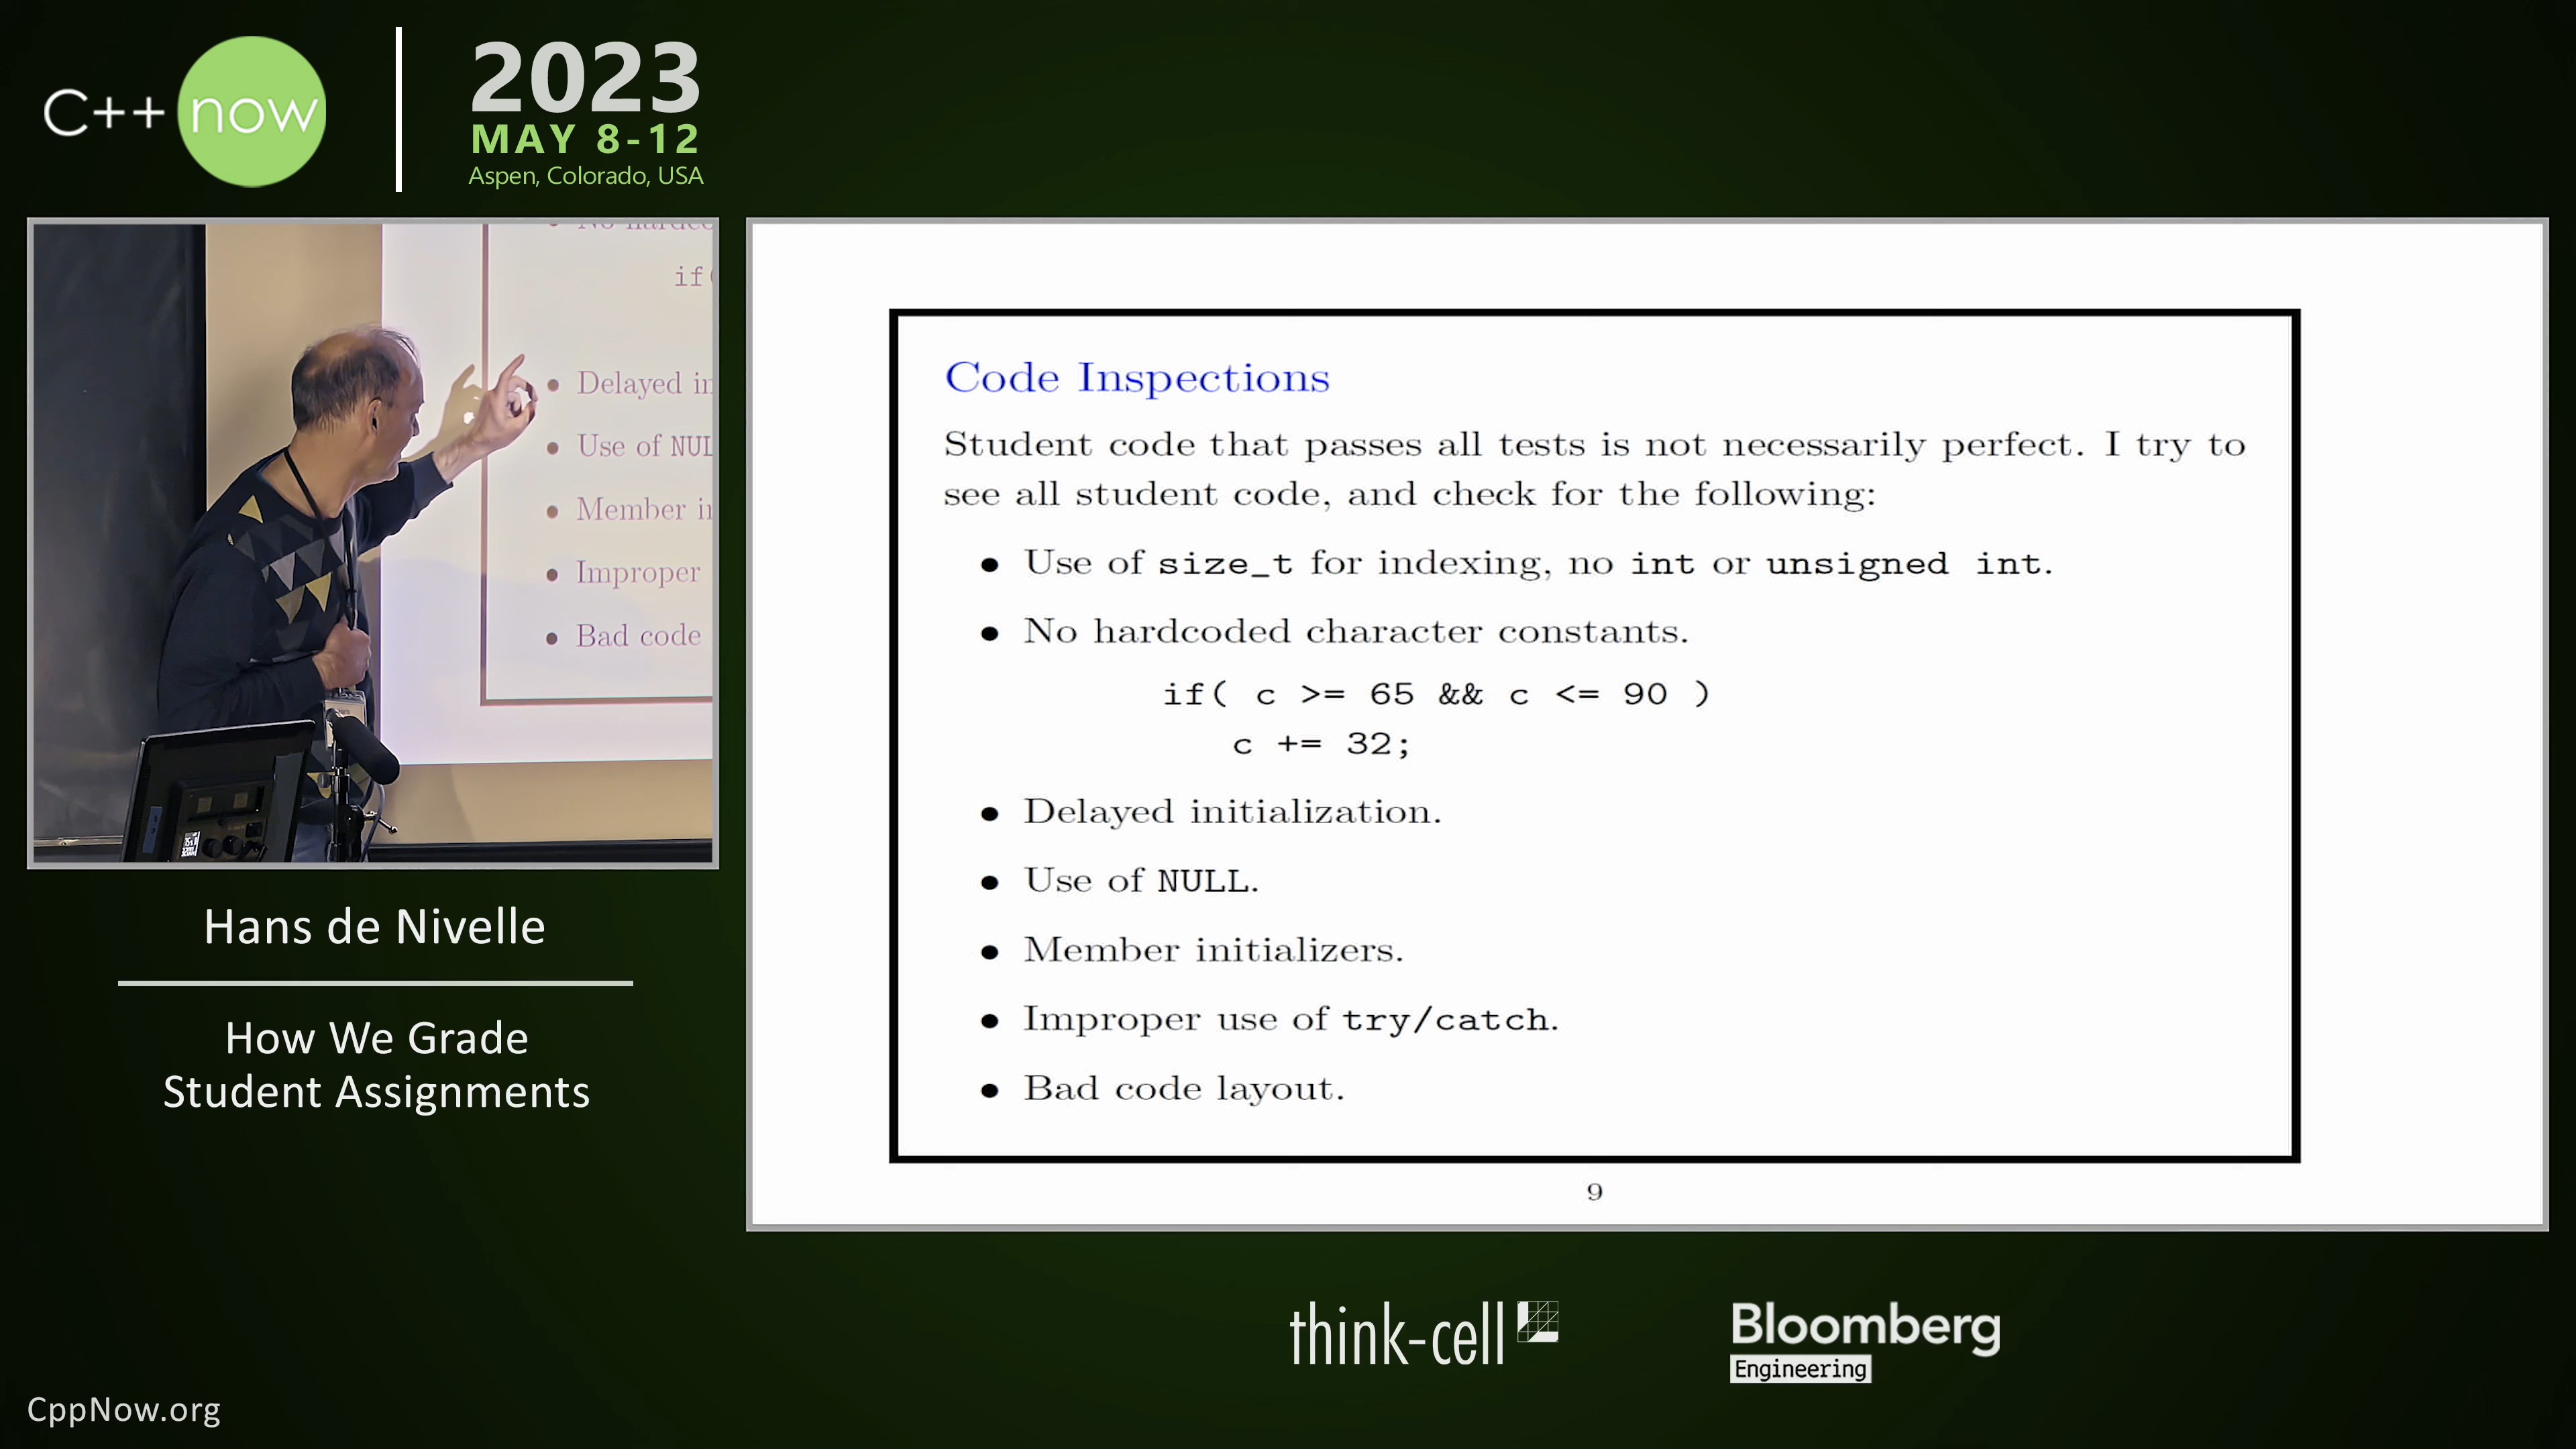 C++ now
2023
MAY 8-12
Aspen, Colorado, USA
if(
Delayed in
Use of NUL
Member in
Improper
Bad code
Hans de Nivelle
How We Grade
Student Assignments
Code Inspections
Student code that passes all tests is not necessarily perfect. I try to
see all student code, and check for the following:
• Use of size_t for indexing, no int or unsigned int.
• No hardcoded character constants.
if( c >= 65 && c <= 90 )
c += 32;
• Delayed initialization.
• Use of NULL.
• Member initializers.
• Improper use of try/catch.
• Bad code layout.
9
think-cell
Bloomberg
Engineering
CppNow.org